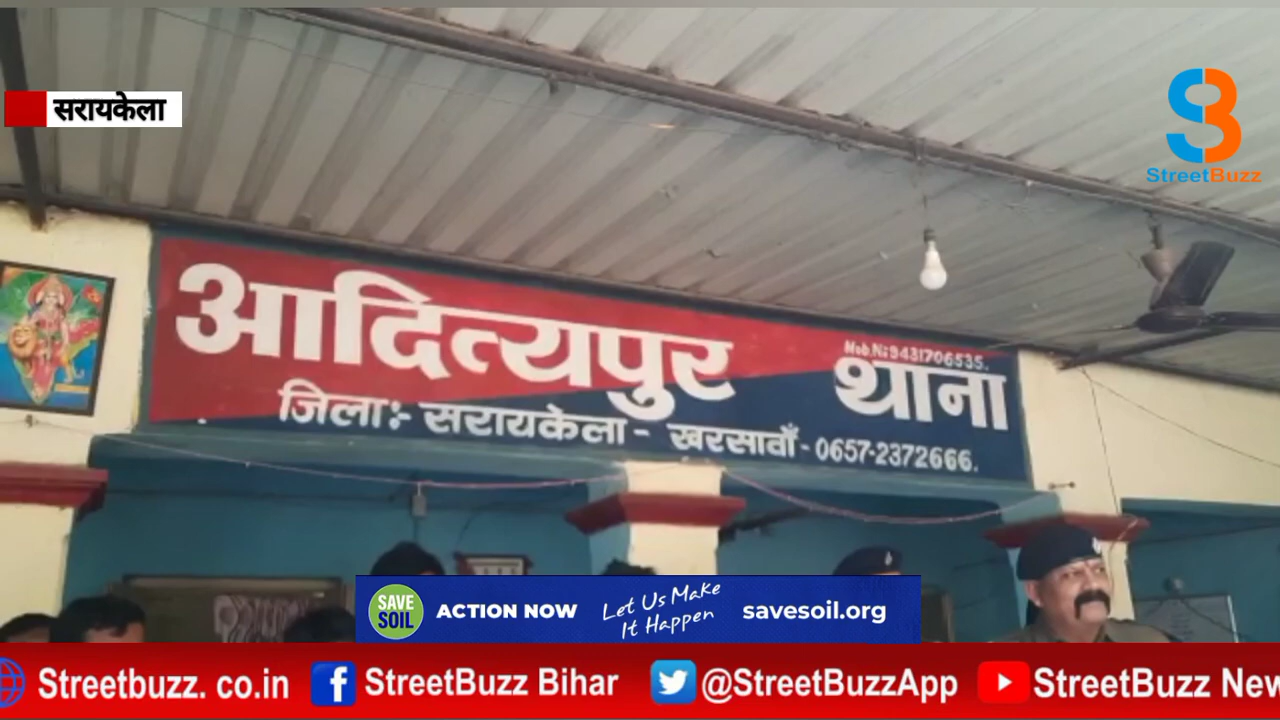 सरायकेला
StreetBuzz
आदित्यपुर थाना
Mob.N:9431706535.
जिला:- सरायकेला - खरसावाँ - 0657-2372666.
SAVE SOIL
ACTION NOW
Let Us Make It Happen
savesoil.org
Streetbuzz. co.in
StreetBuzz Bihar
@StreetBuzzApp
StreetBuzz New